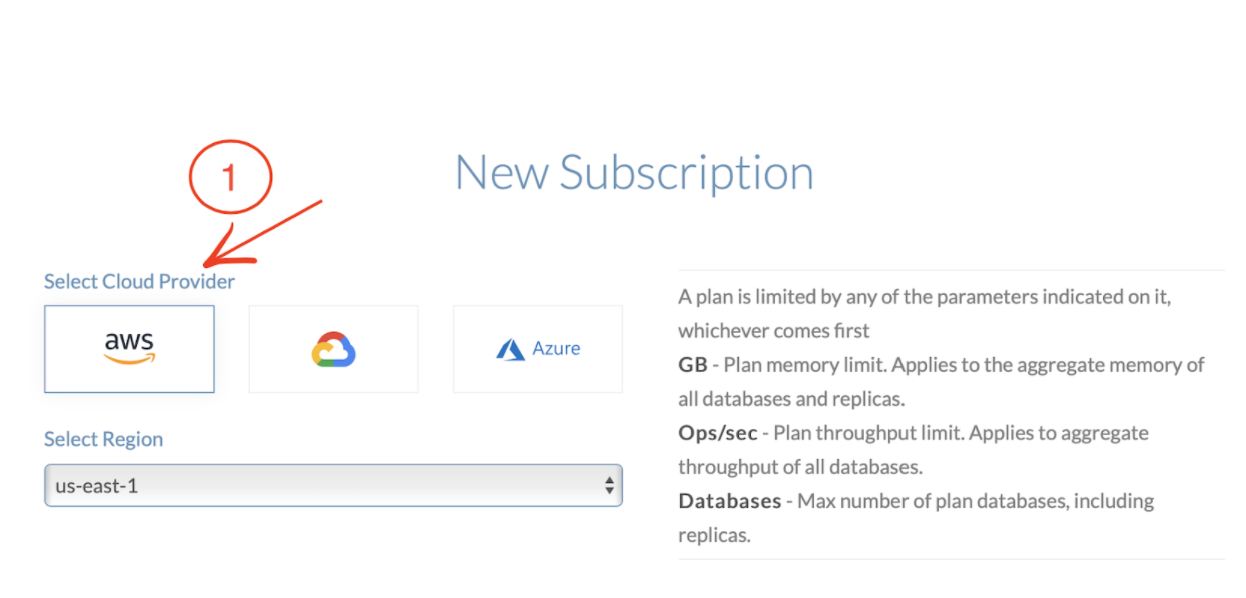 1
New Subscription
Select Cloud Provider
aws
Azure
Select Region
us-east-1
A plan is limited by any of the parameters indicated on it,
whichever comes first
GB - Plan memory limit. Applies to the aggregate memory of
all databases and replicas.
Ops/sec - Plan throughput limit. Applies to aggregate
throughput of all databases.
Databases - Max number of plan databases, including
replicas.